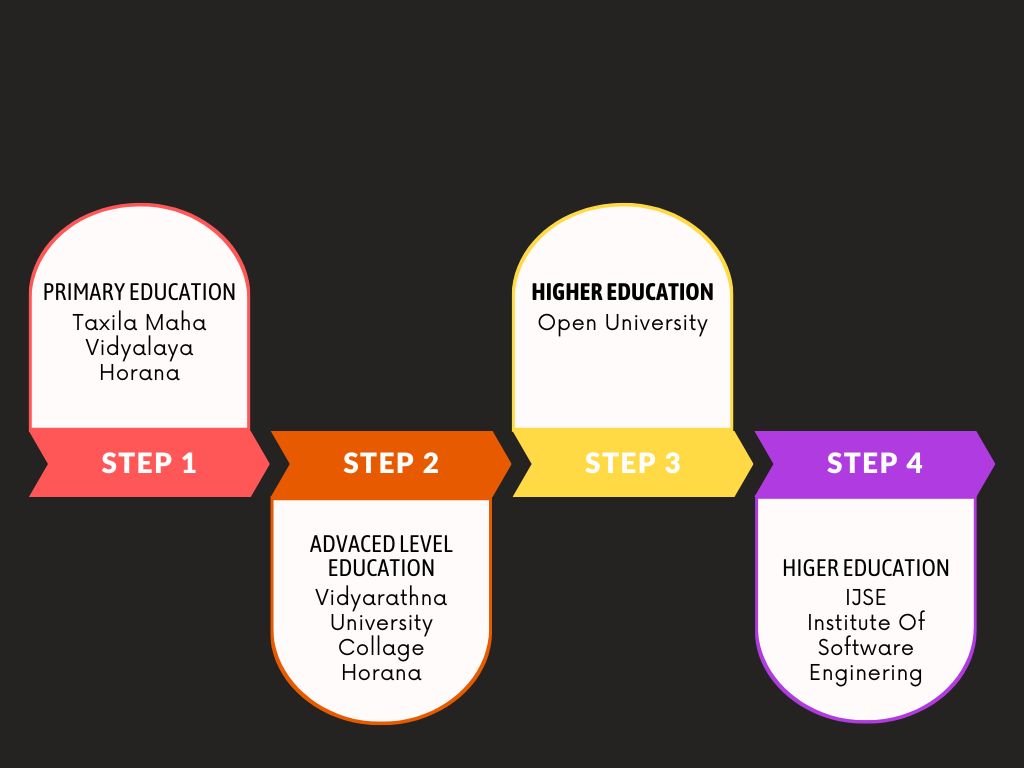 PRIMARY EDUCATION
Taxila Maha
Vidyalaya
Horana
STEP 1
STEP 2
ADVACED LEVEL
EDUCATION
Vidyarathna
University
Collage
Horana
HIGHER EDUCATION
Open University
STEP 3
STEP 4
HIGER EDUCATION
IJSE
Institute Of
Software
Enginering